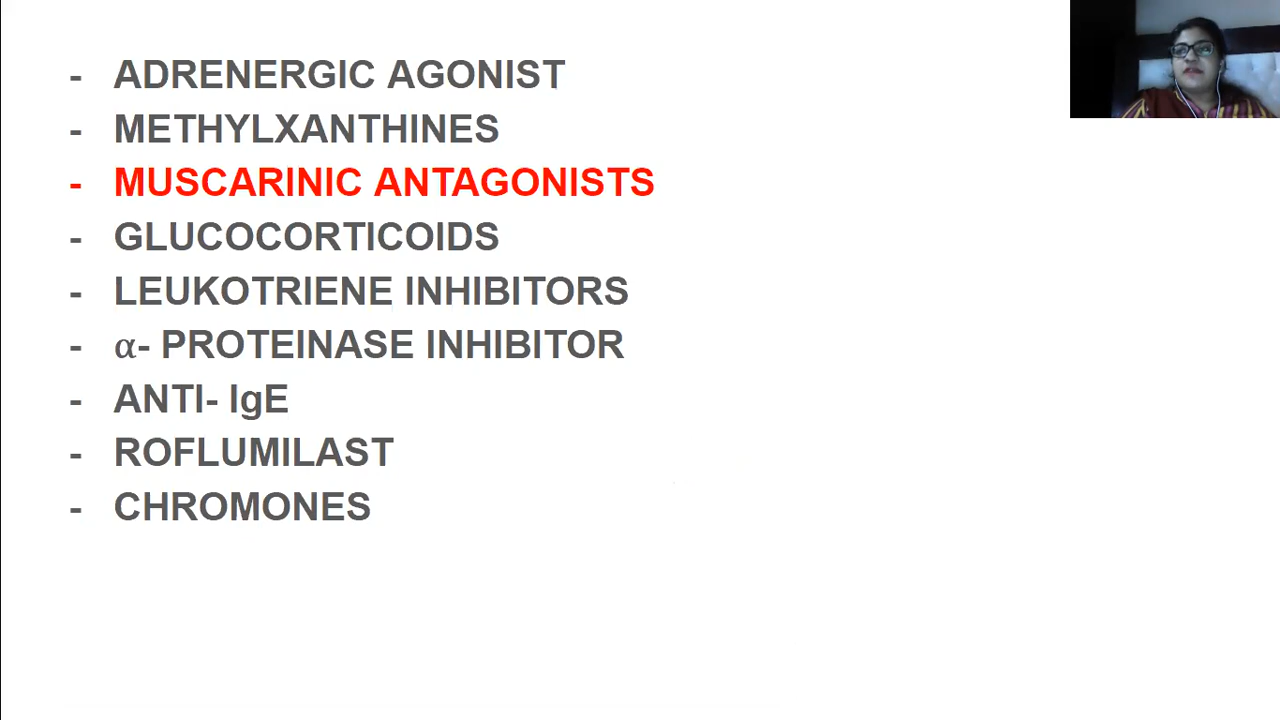 - ADRENERGIC AGONIST
- METHYLXANTHINES
- MUSCARINIC ANTAGONISTS
- GLUCOCORTICOIDS
- LEUKOTRIENE INHIBITORS
- α- PROTEINASE INHIBITOR
- ANTI- IgE
- ROFLUMILAST
- CHROMONES